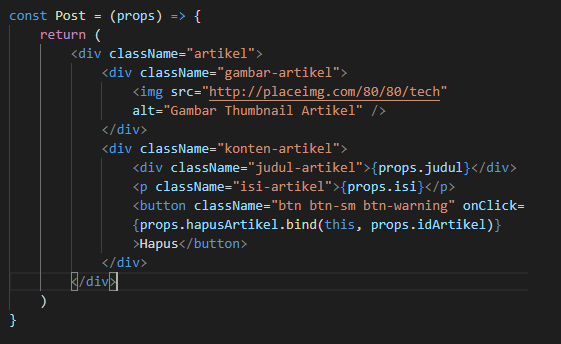 const Post = (props) => {
    return (
        <div className="artikel">
            <div className="gambar-artikel">
                <img src="http://placeimg.com/80/80/tech"
                alt="Gambar Thumbnail Artikel" />
            </div>
            <div className="konten-artikel">
                <div className="judul-artikel">{props.judul}</div>
                <p className="isi-artikel">{props.isi}</p>
                <button className="btn btn-sm btn-warning" onClick=
                {props.hapusArtikel.bind(this, props.idArtikel)}
                >Hapus</button>
            </div>
        </div>
    )
}